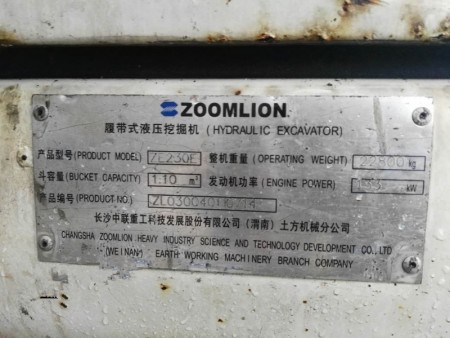 ZOOMLION
履带式液压挖掘机 (HYDRAULIC EXCAVATOR)
产品型号(PRODUCT MODEL) ZE230E 整机重量(OPERATING WEIGHT) 22800 kg
斗容量(BUCKET CAPACITY) 1.10 m³ 发动机功率(ENGINE POWER) kW
产品编号(PRODUCT NO.)
长沙中联重工科技发展股份有限公司(渭南)土方机械分公司
CHANGSHA ZOOMLION HEAVY INDUSTRY SCIENCE AND TECHNOLOGY DEVELOPMENT CO., LTD
(WEINAN) EARTH WORKING MACHINERY BRANCH COMPANY